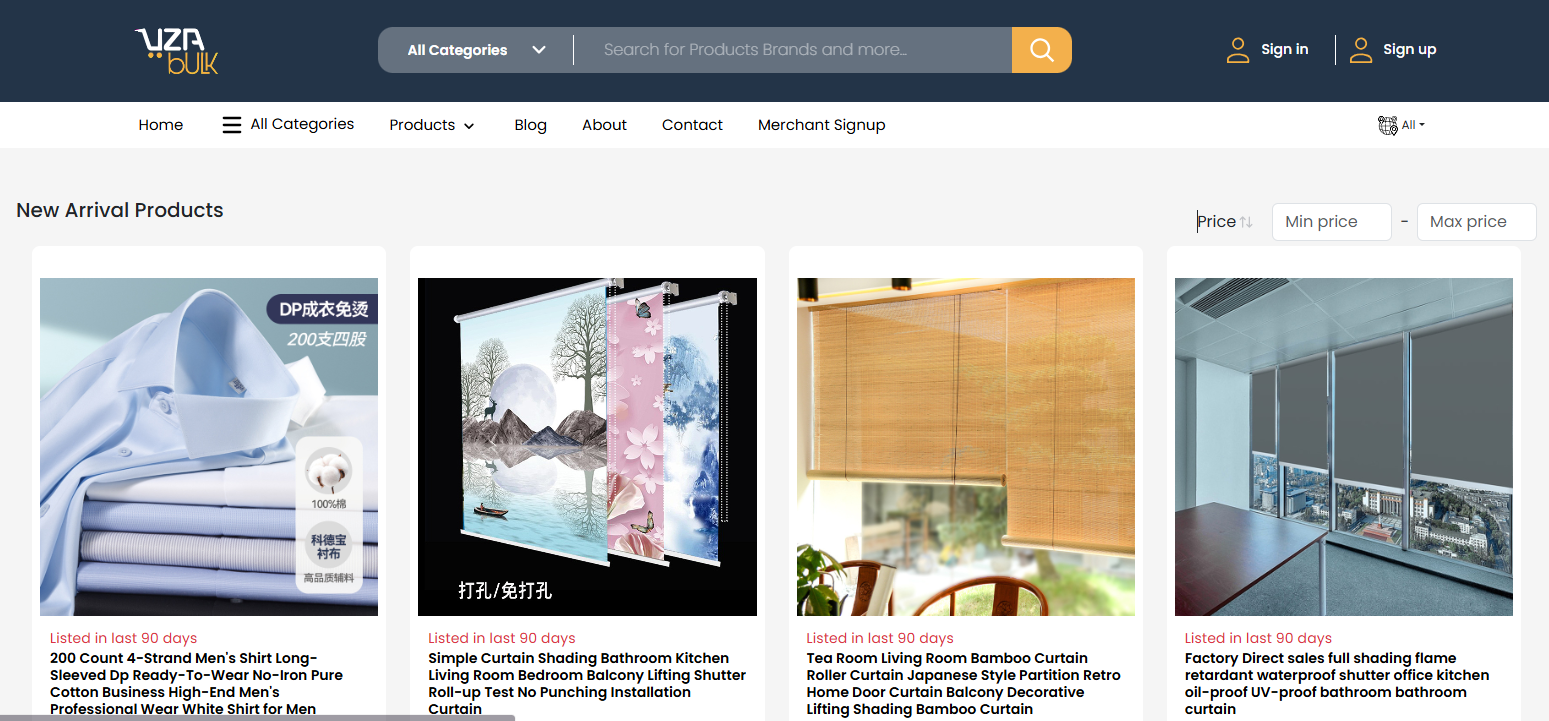 UZA
bULK
All Categories
Search for Products Brands and more...
Sign in
Sign up
Home
All Categories
Products
Blog
About
Contact
Merchant Signup
All
New Arrival Products
Price
Min price
-
Max price
DP成衣免烫
200支四股
100%棉
科德宝
衬布
高品质辅料
Listed in last 90 days
200 Count 4-Strand Men's Shirt Long-
Sleeved Dp Ready-To-Wear No-Iron Pure
Cotton Business High-End Men's
Professional Wear White Shirt for Men
打孔/免打孔
Listed in last 90 days
Simple Curtain Shading Bathroom Kitchen
Living Room Bedroom Balcony Lifting Shutter
Roll-up Test No Punching Installation
Curtain
Listed in last 90 days
Tea Room Living Room Bamboo Curtain
Roller Curtain Japanese Style Partition Retro
Home Door Curtain Balcony Decorative
Lifting Shading Bamboo Curtain
Listed in last 90 days
Factory Direct sales full shading flame
retardant waterproof shutter office kitchen
oil-proof UV-proof bathroom bathroom
curtain